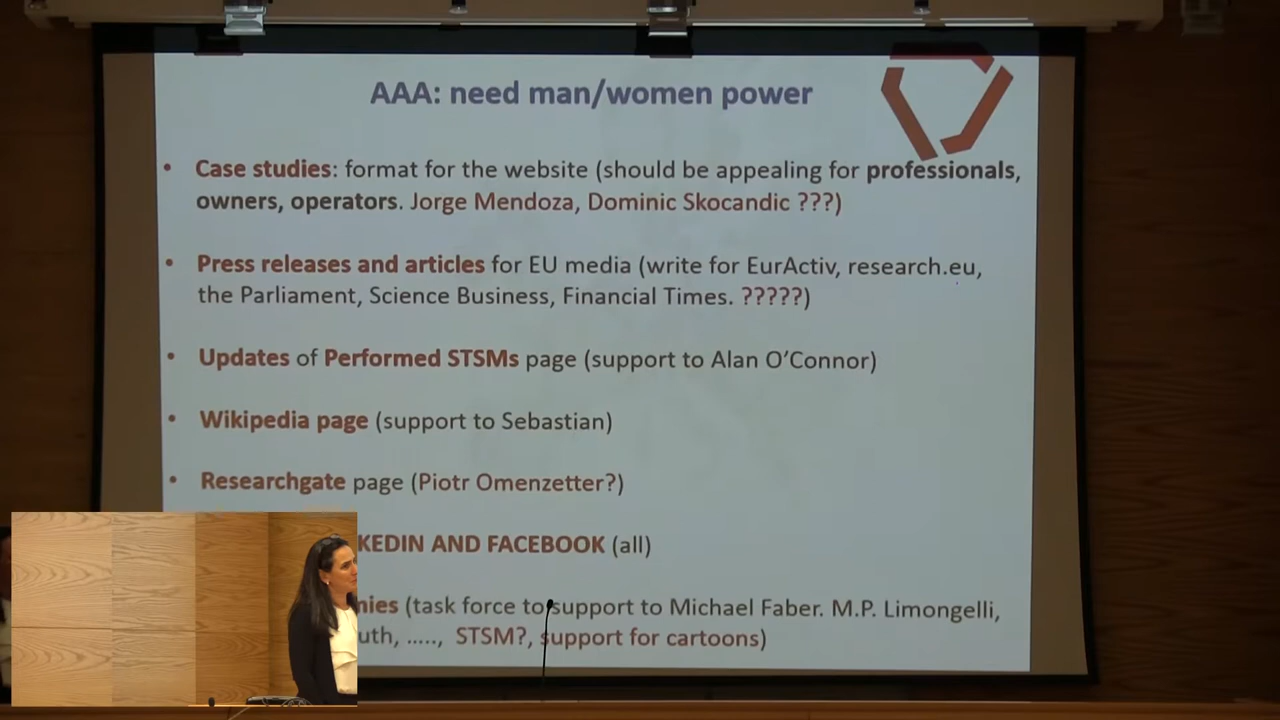 AAA: need man/women power
• Case studies: format for the website (should be appealing for professionals,
owners, operators. Jorge Mendoza, Dominic Skocandic ???)
• Press releases and articles for EU media (write for EurActiv, research.eu,
the Parliament, Science Business, Financial Times. ?????)
• Updates of Performed STSMs page (support to Alan O'Connor)
• Wikipedia page (support to Sebastian)
• Researchgate page (Piotr Omenzetter?)
KEDIN AND FACEBOOK (all)
(task force to support to Michael Faber. M.P. Limongelli,
uth, ....., STSM?, support for cartoons)